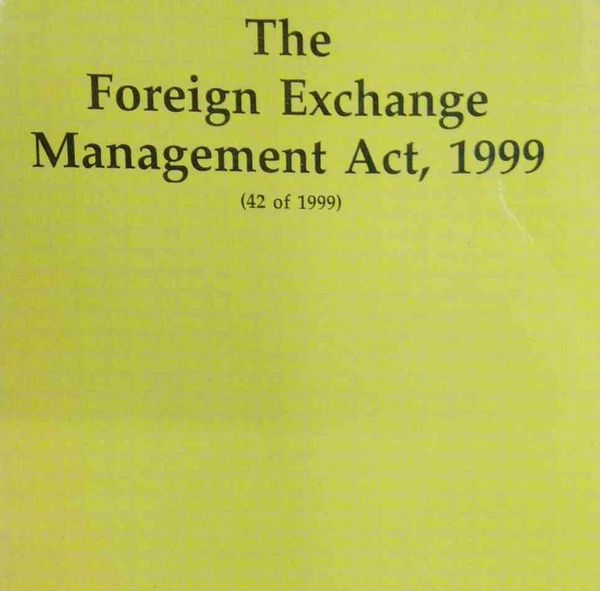 The
Foreign Exchange
Management Act, 1999
(42 of 1999)